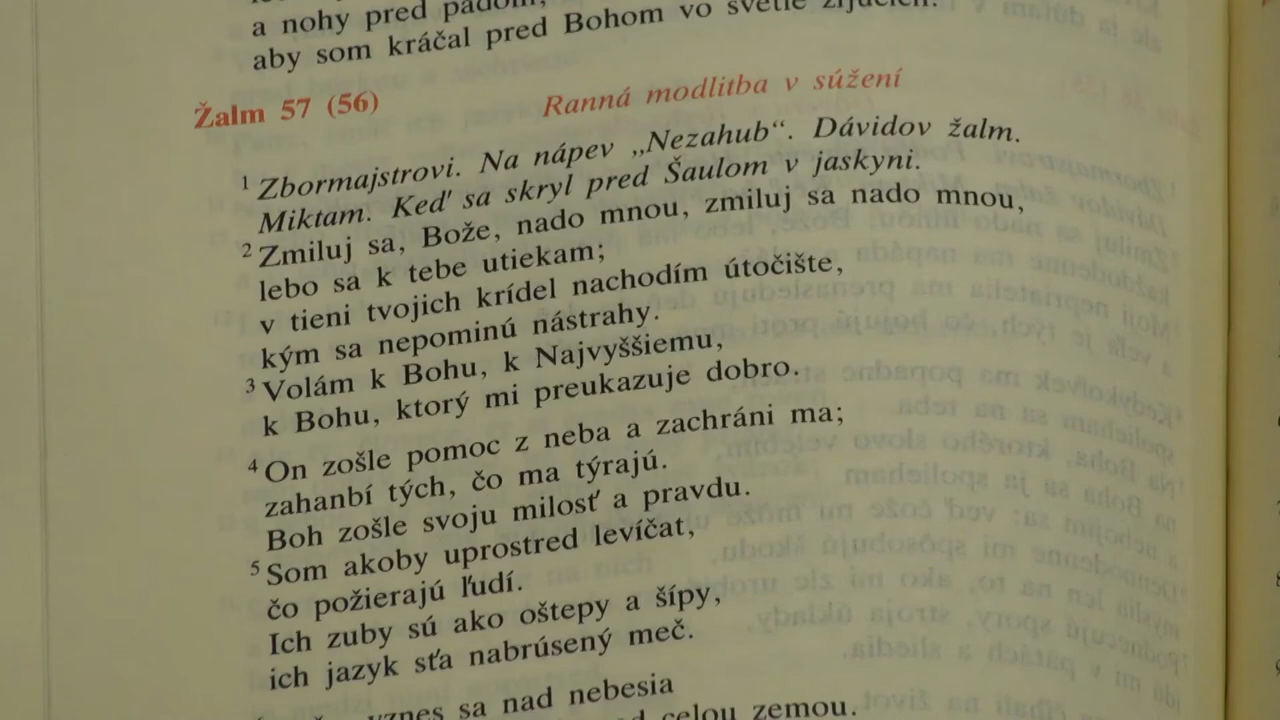 a nohy pred pádom,
aby som kráčal pred Bohom vo svetle žijúcich.
Žalm 57 (56) Ranná modlitba v súžení
1 Zbormajstrovi. Na nápev „Nezahub“. Dávidov žalm.
Miktam. Keď sa skryl pred Šaulom v jaskyni.
2 Zmiluj sa, Bože, nado mnou, zmiluj sa nado mnou,
lebo sa k tebe utiekam;
v tieni tvojich krídel nachodím útočište,
kým sa nepominú nástrahy.
3 Volám k Bohu, k Najvyššiemu,
k Bohu, ktorý mi preukazuje dobro.
4 On zošle pomoc z neba a zachráni ma;
zahanbí tých, čo ma týrajú.
Boh zošle svoju milosť a pravdu.
5 Som akoby uprostred levíčat,
čo požierajú ľudí.
Ich zuby sú ako oštepy a šípy,
ich jazyk sťa nabrúsený meč.
vznes sa nad nebesia
celou zemou.